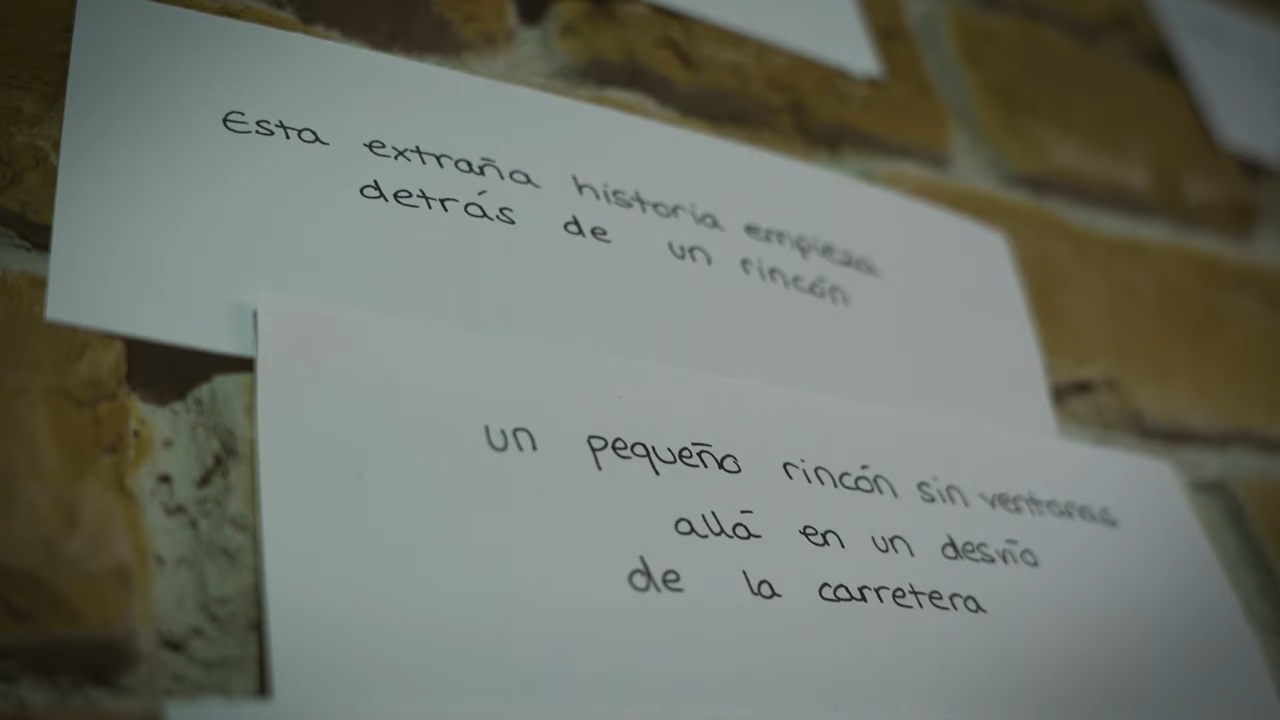 Esta extraña historia empieza
detrás de un rincón
un pequeño rincón sin ventanas
allá en un desvío
de la carretera